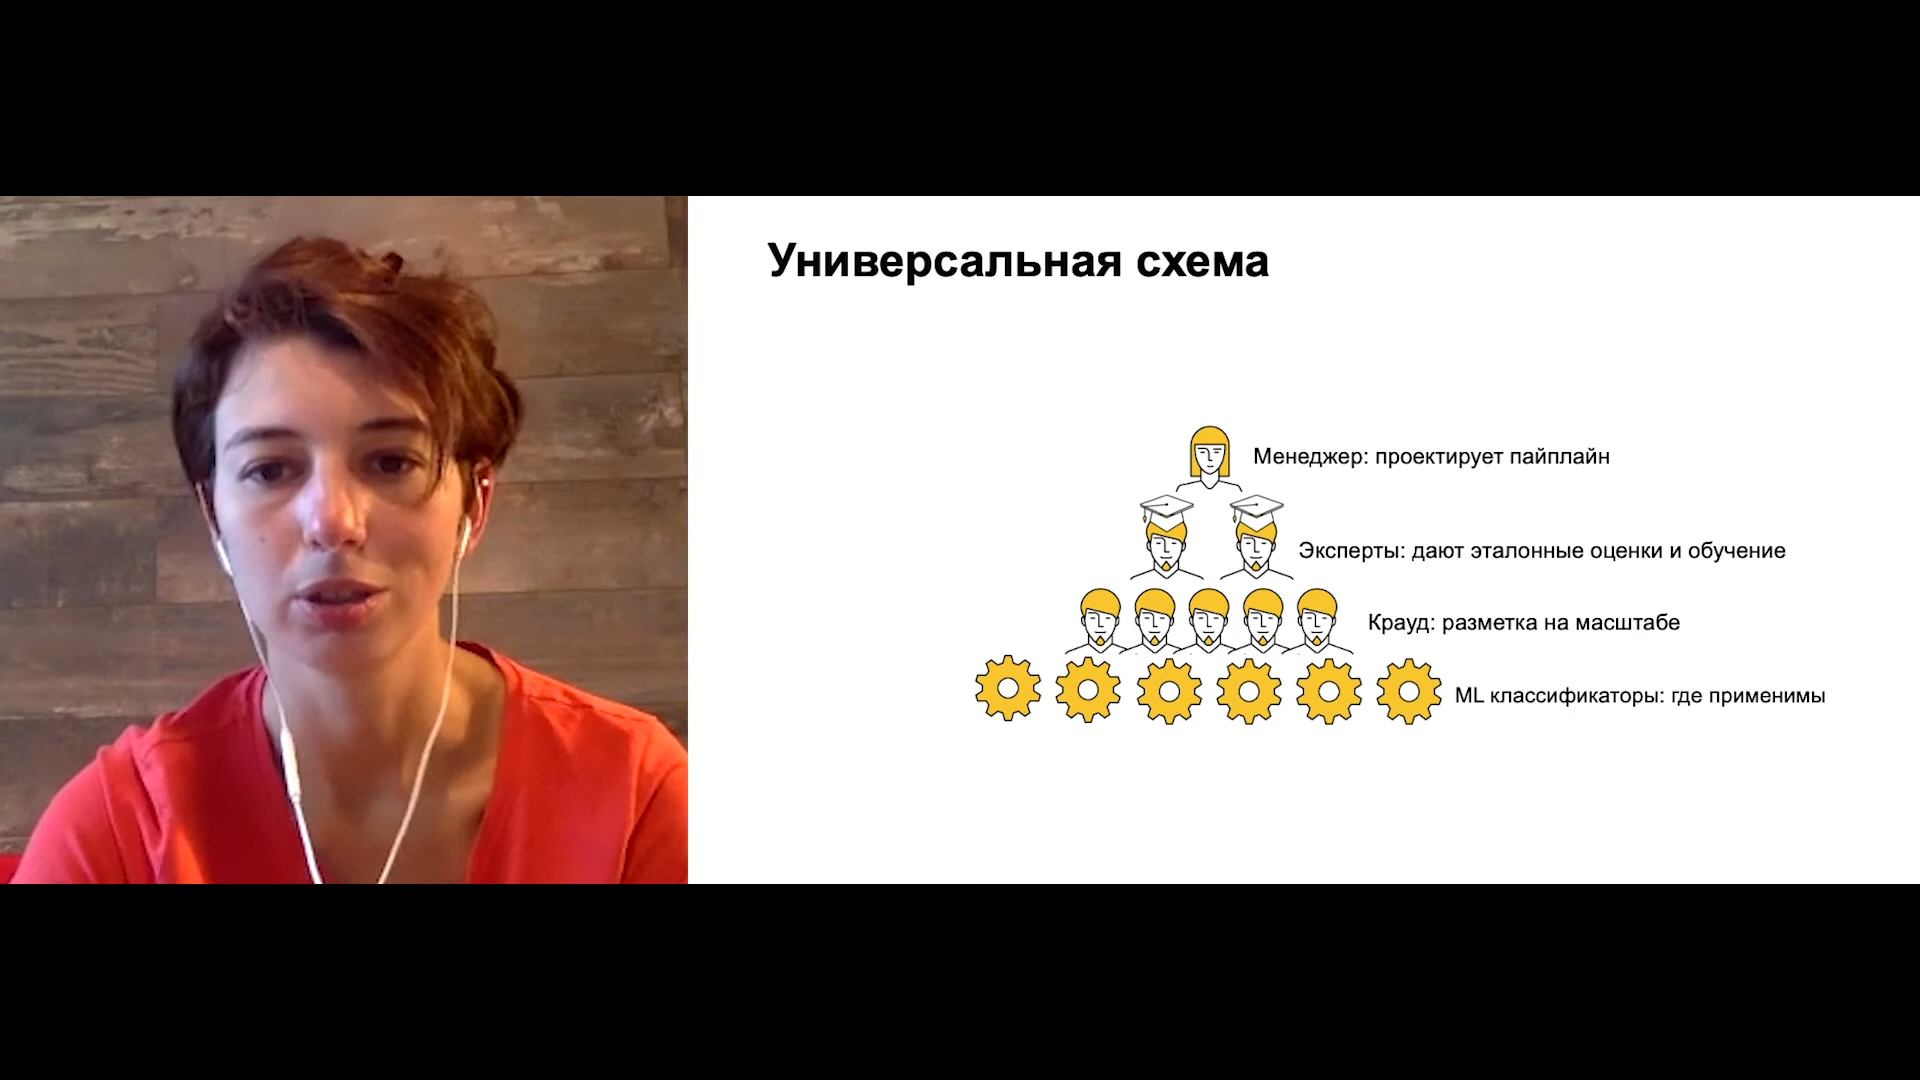 Универсальная схема
Менеджер: проектирует пайплайн
Эксперты: дают эталонные оценки и обучение
Крауд: разметка на масштабе
ML классификаторы: где применимы